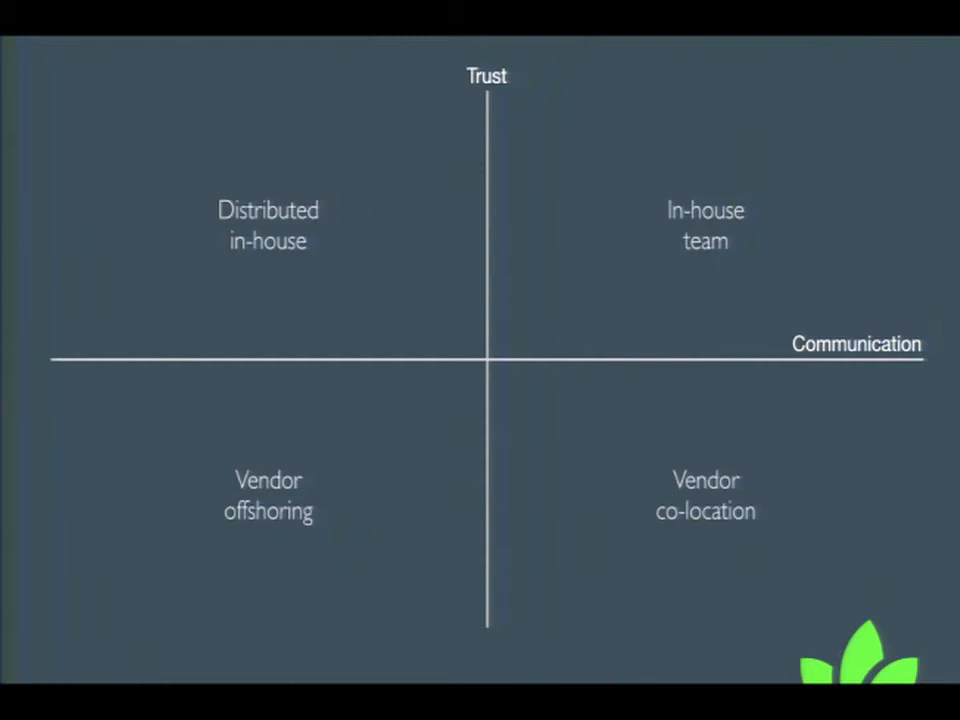 Trust
Distributed
in-house
In-house
team
Communication
Vendor
offshoring
Vendor
co-location